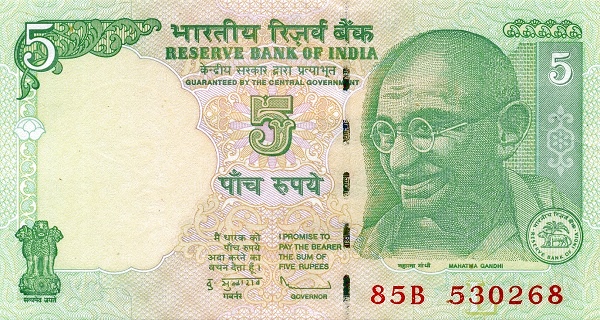 5
भारतीय रिज़र्व बैंक
RESERVE BANK OF INDIA
केन्द्रीय सरकार द्वारा प्रत्याभूत
GUARANTEED BY THE CENTRAL GOVERNMENT
5
5
पाँच रुपये
मैं धारक को
पाँच रुपये
अदा करने का
वचन देता हूँ ।
I PROMISE TO
PAY THE BEARER
THE SUM OF
FIVE RUPEES
गवर्नर
GOVERNOR
सत्यमेव जयते
महात्मा गांधी
MAHATMA GANDHI
भारतीय रिज़र्व बैंक
RESERVE BANK OF INDIA
85B 530268